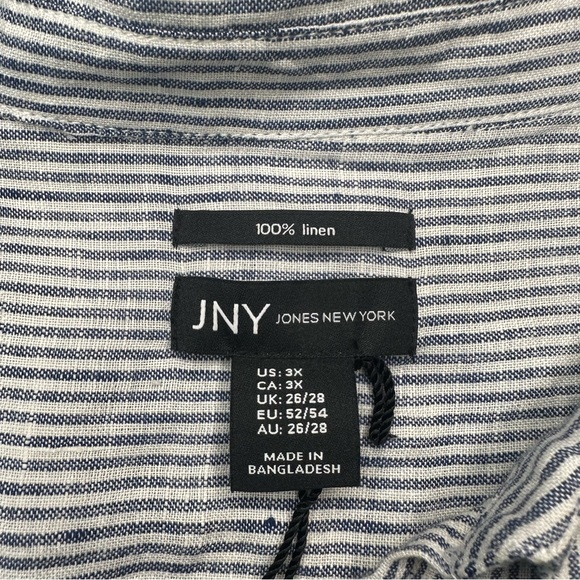 100% linen
JNY JONES NEW YORK
US: 3X
CA: 3X
UK: 26/28
EU: 52/54
AU: 26/28
MADE IN
BANGLADESH